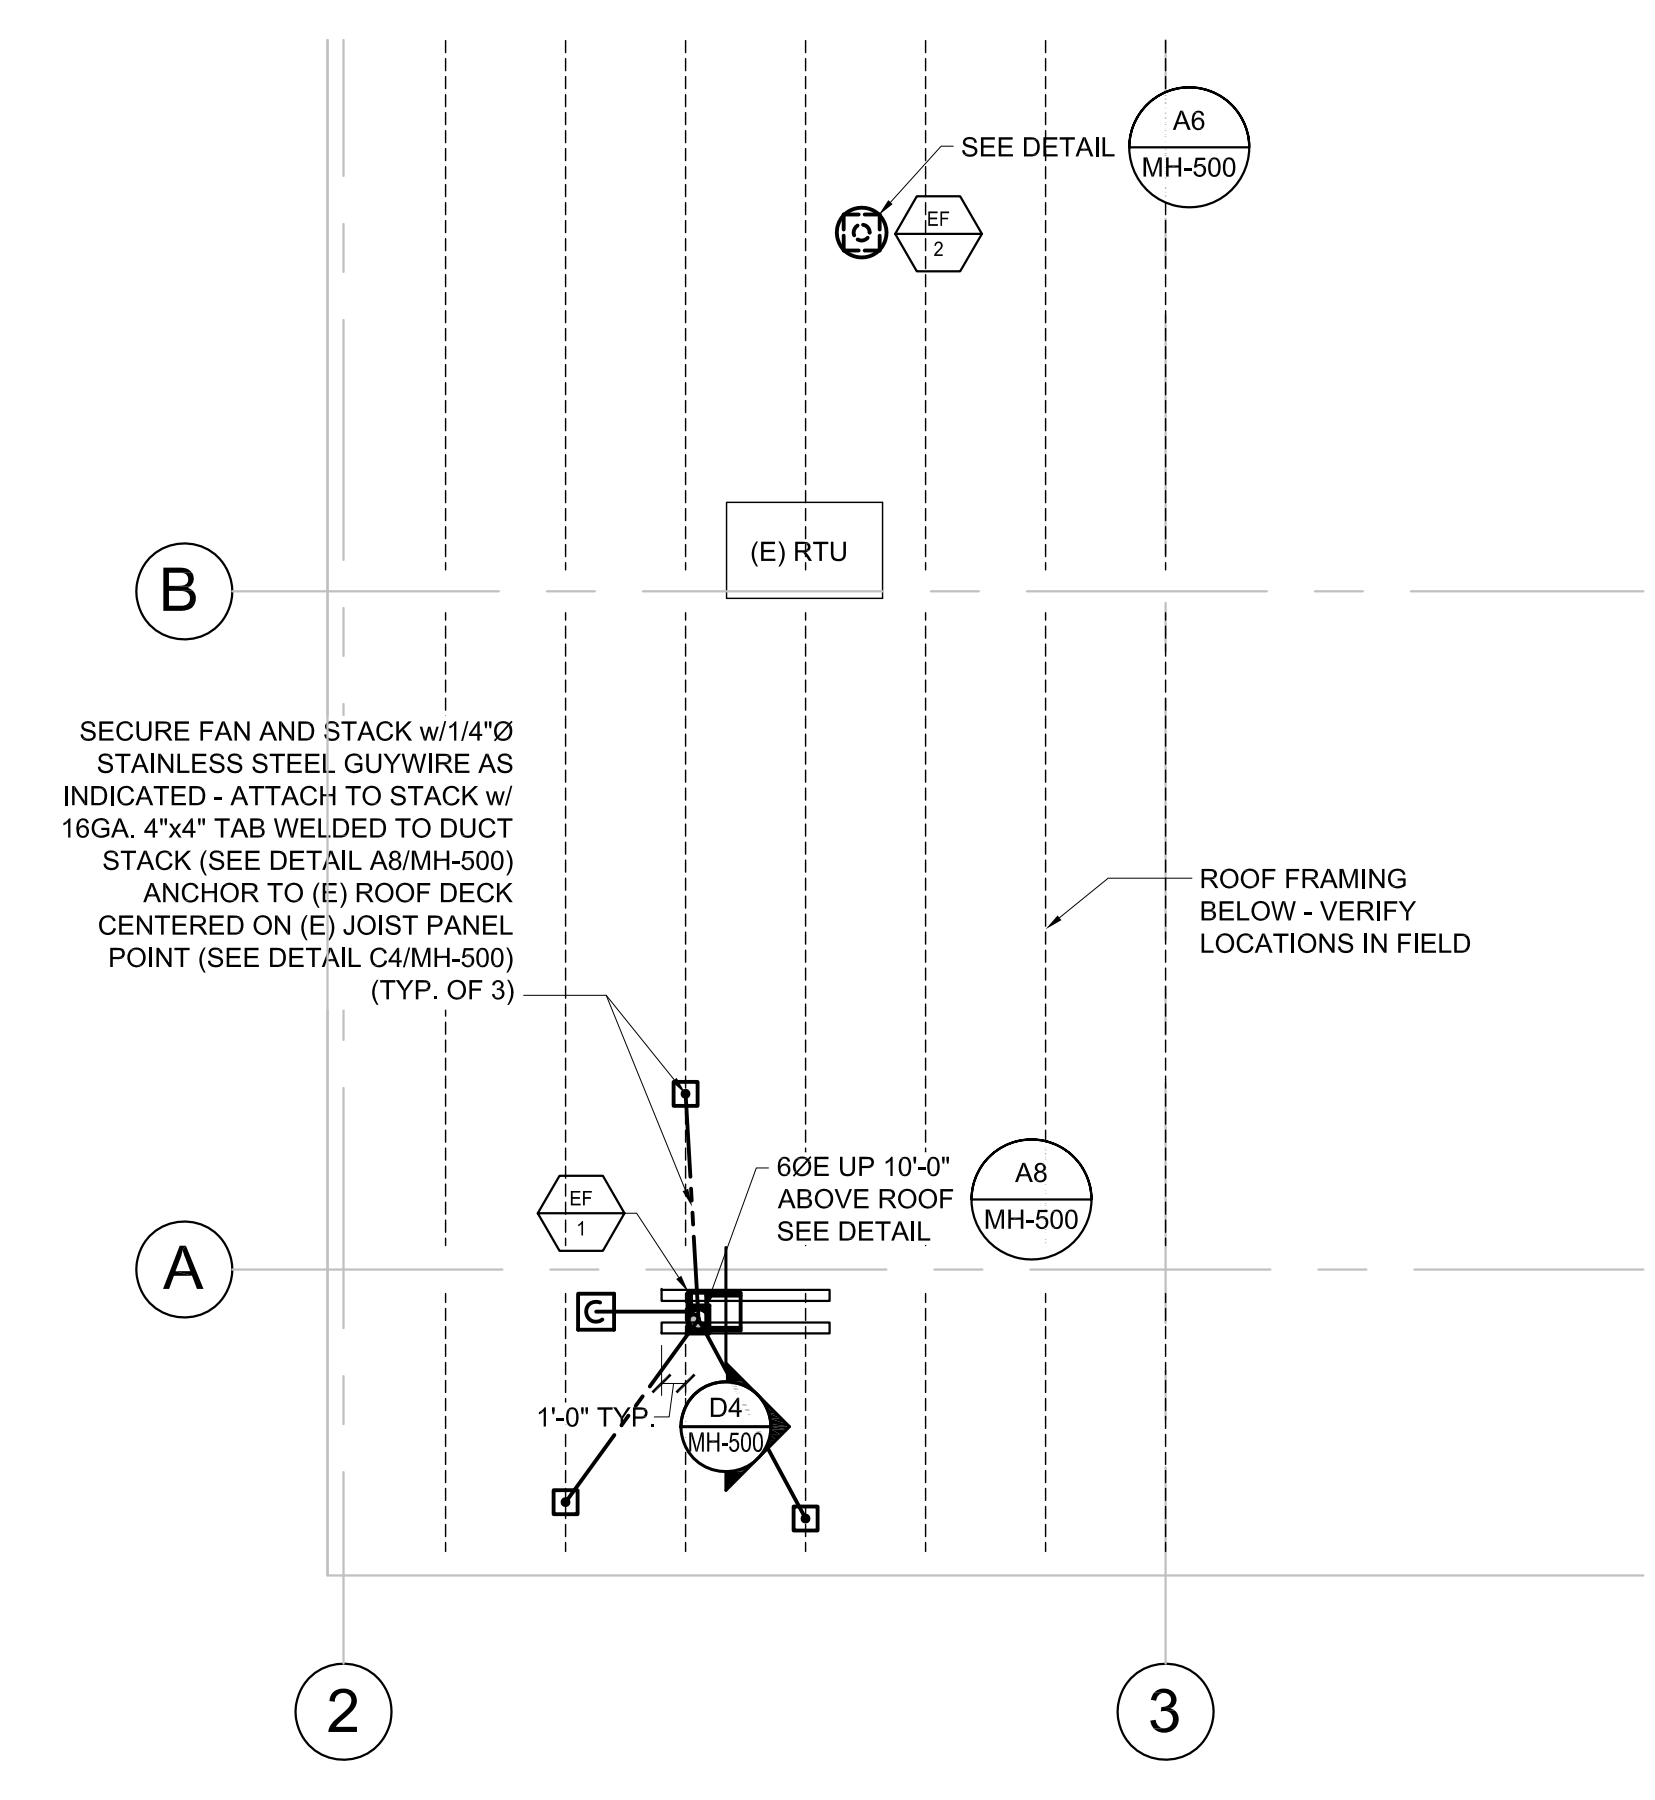 A6
SEE DETAIL
MH-500
EF
2
(E) RTU
B
SECURE FAN AND STACK w/1/4"Ø
STAINLESS STEEL GUYWIRE AS
INDICATED - ATTACH TO STACK w/
16GA. 4"x4" TAB WELDED TO DUCT
STACK (SEE DETAIL A8/MH-500)
ANCHOR TO (E) ROOF DECK
CENTERED ON (E) JOIST PANEL
POINT (SEE DETAIL C4/MH-500)
(TYP. OF 3)
ROOF FRAMING
BELOW - VERIFY
LOCATIONS IN FIELD
6ØE UP 10'-0"
ABOVE ROOF
SEE DETAIL
A8
MH-500
EF
1
A
C
1'-0" TYP.
D4
MH-500
2
3